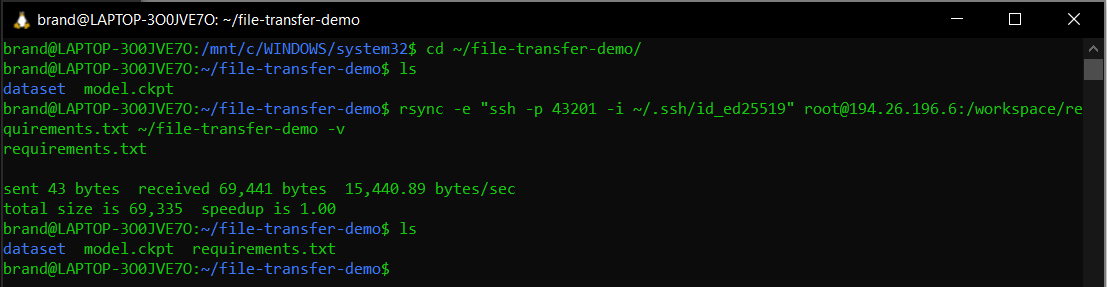 brand@LAPTOP-3O0JVE7O: ~/file-transfer-demo
brand@LAPTOP-3O0JVE7O:/mnt/c/WINDOWS/system32$ cd ~/file-transfer-demo/
brand@LAPTOP-3O0JVE7O:~/file-transfer-demo$ ls
dataset  model.ckpt
brand@LAPTOP-3O0JVE7O:~/file-transfer-demo$ rsync -e "ssh -p 43201 -i ~/.ssh/id_ed25519" root@194.26.196.6:/workspace/re
quirements.txt ~/file-transfer-demo -v
requirements.txt
sent 43 bytes  received 69,441 bytes  15,440.89 bytes/sec
total size is 69,335  speedup is 1.00
brand@LAPTOP-3O0JVE7O:~/file-transfer-demo$ ls
dataset  model.ckpt  requirements.txt
brand@LAPTOP-3O0JVE7O:~/file-transfer-demo$